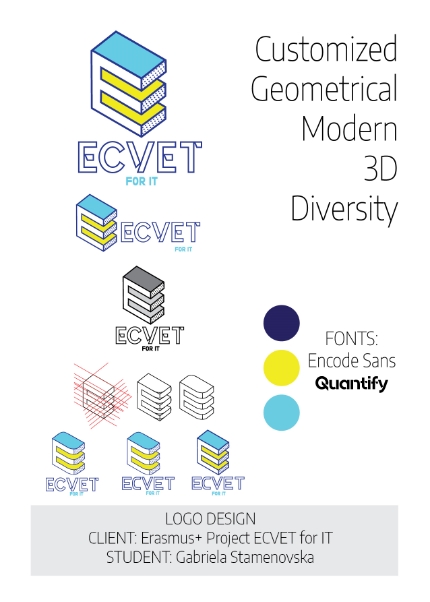 Customized
Geometrical
Modern
3D
Diversity
ECVET
FOR IT
ECVET
FOR IT
ECVET
FOR IT
FONTS:
Encode Sans
Quantify
ECVET
FOR IT
ECVET
FOR IT
ECVET
FOR IT
LOGO DESIGN
CLIENT: Erasmus+ Project ECVET for IT
STUDENT: Gabriela Stamenovska